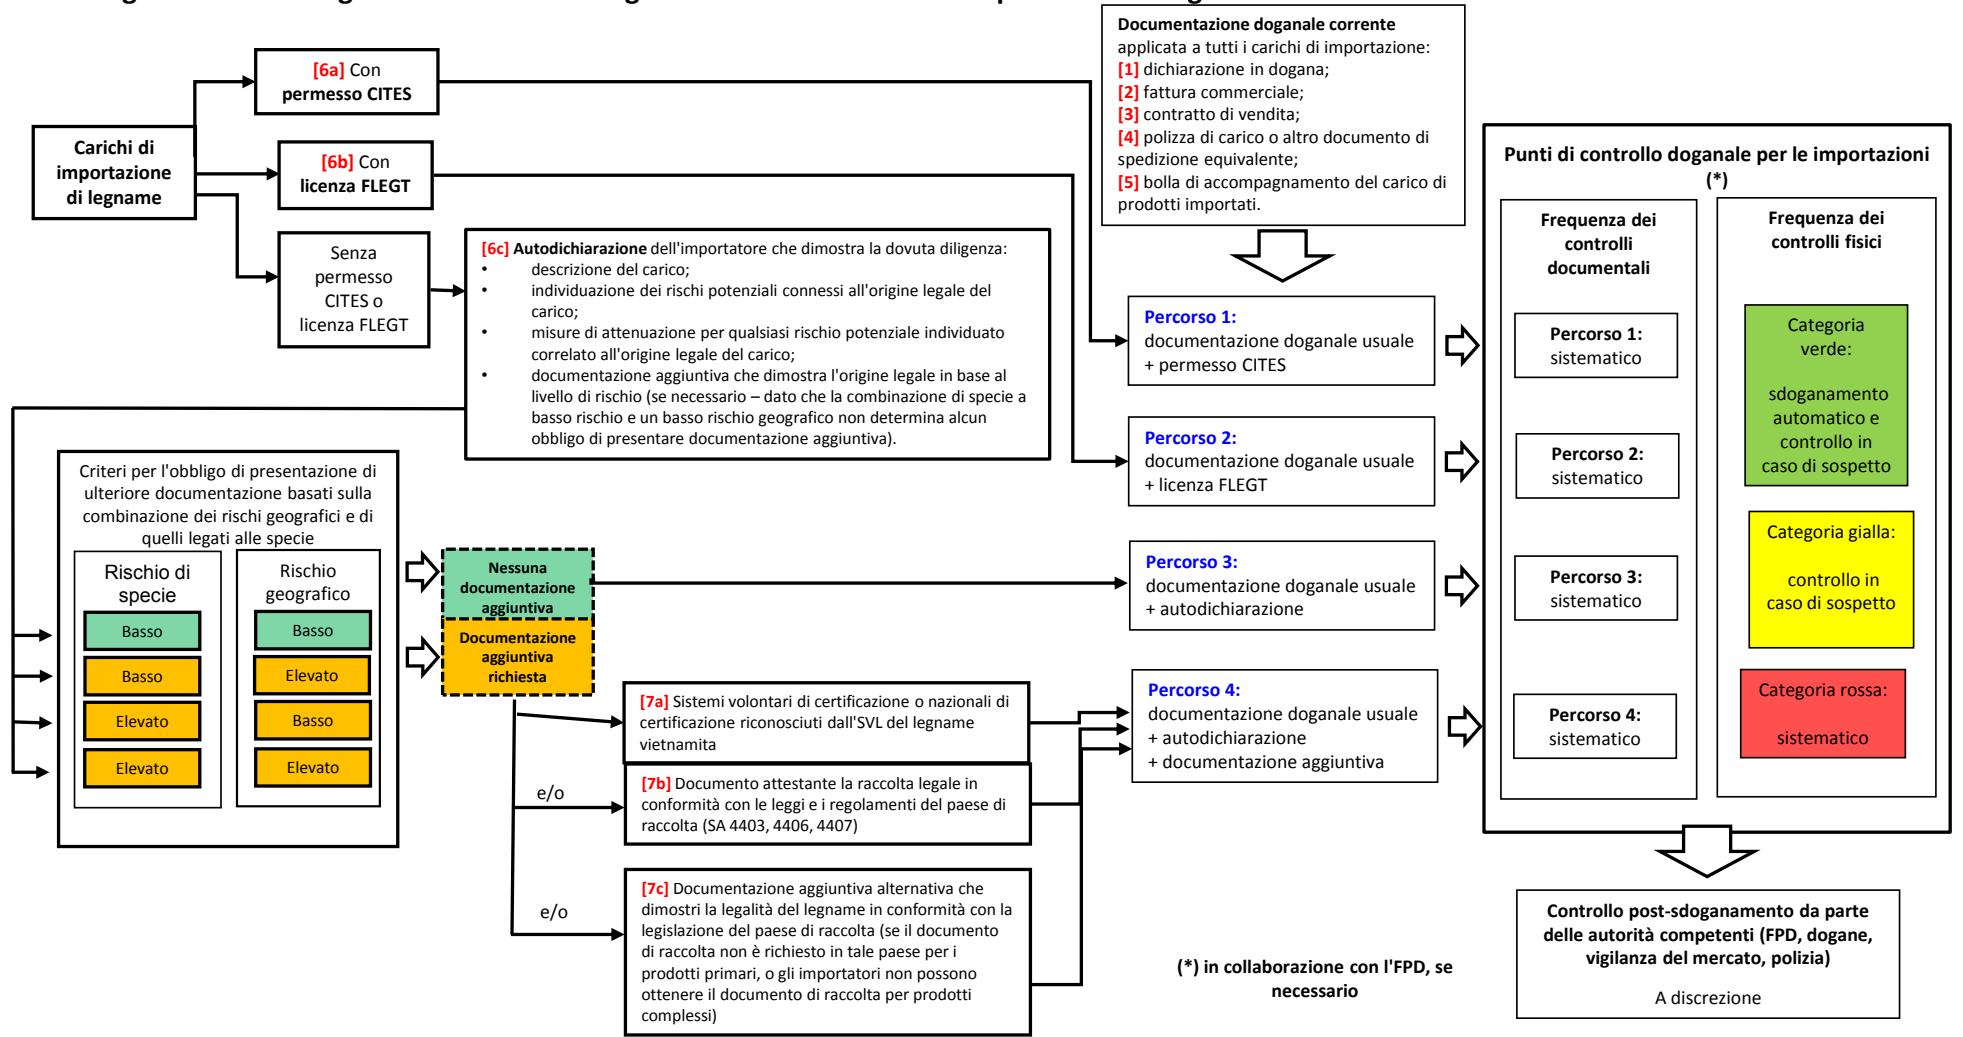 Documentazione doganale corrente
applicata a tutti i carichi di importazione:
[1] dichiarazione in dogana;
[2] fattura commerciale;
[3] contratto di vendita;
[4] polizza di carico o altro documento di
spedizione equivalente;
[5] bolla di accompagnamento del carico di
prodotti importati.
[6a] Con
permesso CITES
Carichi di
importazione
di legname
[6b] Con
licenza FLEGT
Senza
permesso
CITES o
licenza FLEGT
[6c] Autodichiarazione dell'importatore che dimostra la dovuta diligenza:
• descrizione del carico;
• individuazione dei rischi potenziali connessi all'origine legale del
carico;
• misure di attenuazione per qualsiasi rischio potenziale individuato
correlato all'origine legale del carico;
• documentazione aggiuntiva che dimostra l'origine legale in base al
livello di rischio (se necessario – dato che la combinazione di specie a
basso rischio e un basso rischio geografico non determina alcun
obbligo di presentare documentazione aggiuntiva).
Criteri per l'obbligo di presentazione di
ulteriore documentazione basati sulla
combinazione dei rischi geografici e di
quelli legati alle specie
Rischio di
specie
Basso
Basso
Elevato
Elevato
Rischio
geografico
Basso
Elevato
Basso
Elevato
Nessuna
documentazione
aggiuntiva
Documentazione
aggiuntiva
richiesta
[7a] Sistemi volontari di certificazione o nazionali di
certificazione riconosciuti dall'SVL del legname
vietnamita
e/o
[7b] Documento attestante la raccolta legale in
conformità con le leggi e i regolamenti del paese di
raccolta (SA 4403, 4406, 4407)
e/o
[7c] Documentazione aggiuntiva alternativa che
dimostri la legalità del legname in conformità con la
legislazione del paese di raccolta (se il documento
di raccolta non è richiesto in tale paese per i
prodotti primari, o gli importatori non possono
ottenere il documento di raccolta per prodotti
complessi)
Percorso 1:
documentazione doganale usuale
+ permesso CITES
Percorso 2:
documentazione doganale usuale
+ licenza FLEGT
Percorso 3:
documentazione doganale usuale
+ autodichiarazione
Percorso 4:
documentazione doganale usuale
+ autodichiarazione
+ documentazione aggiuntiva
Punti di controllo doganale per le importazioni
(*)
Frequenza dei
controlli
documentali
Percorso 1:
sistematico
Percorso 2:
sistematico
Percorso 3:
sistematico
Percorso 4:
sistematico
Frequenza dei
controlli fisici
Categoria
verde:
sdoganamento
automatico e
controllo in
caso di sospetto
Categoria gialla:
controllo in
caso di sospetto
Categoria rossa:
sistematico
Controllo post-sdoganamento da parte
delle autorità competenti (FPD, dogane,
vigilanza del mercato, polizia)
A discrezione
(*) in collaborazione con l'FPD, se
necessario